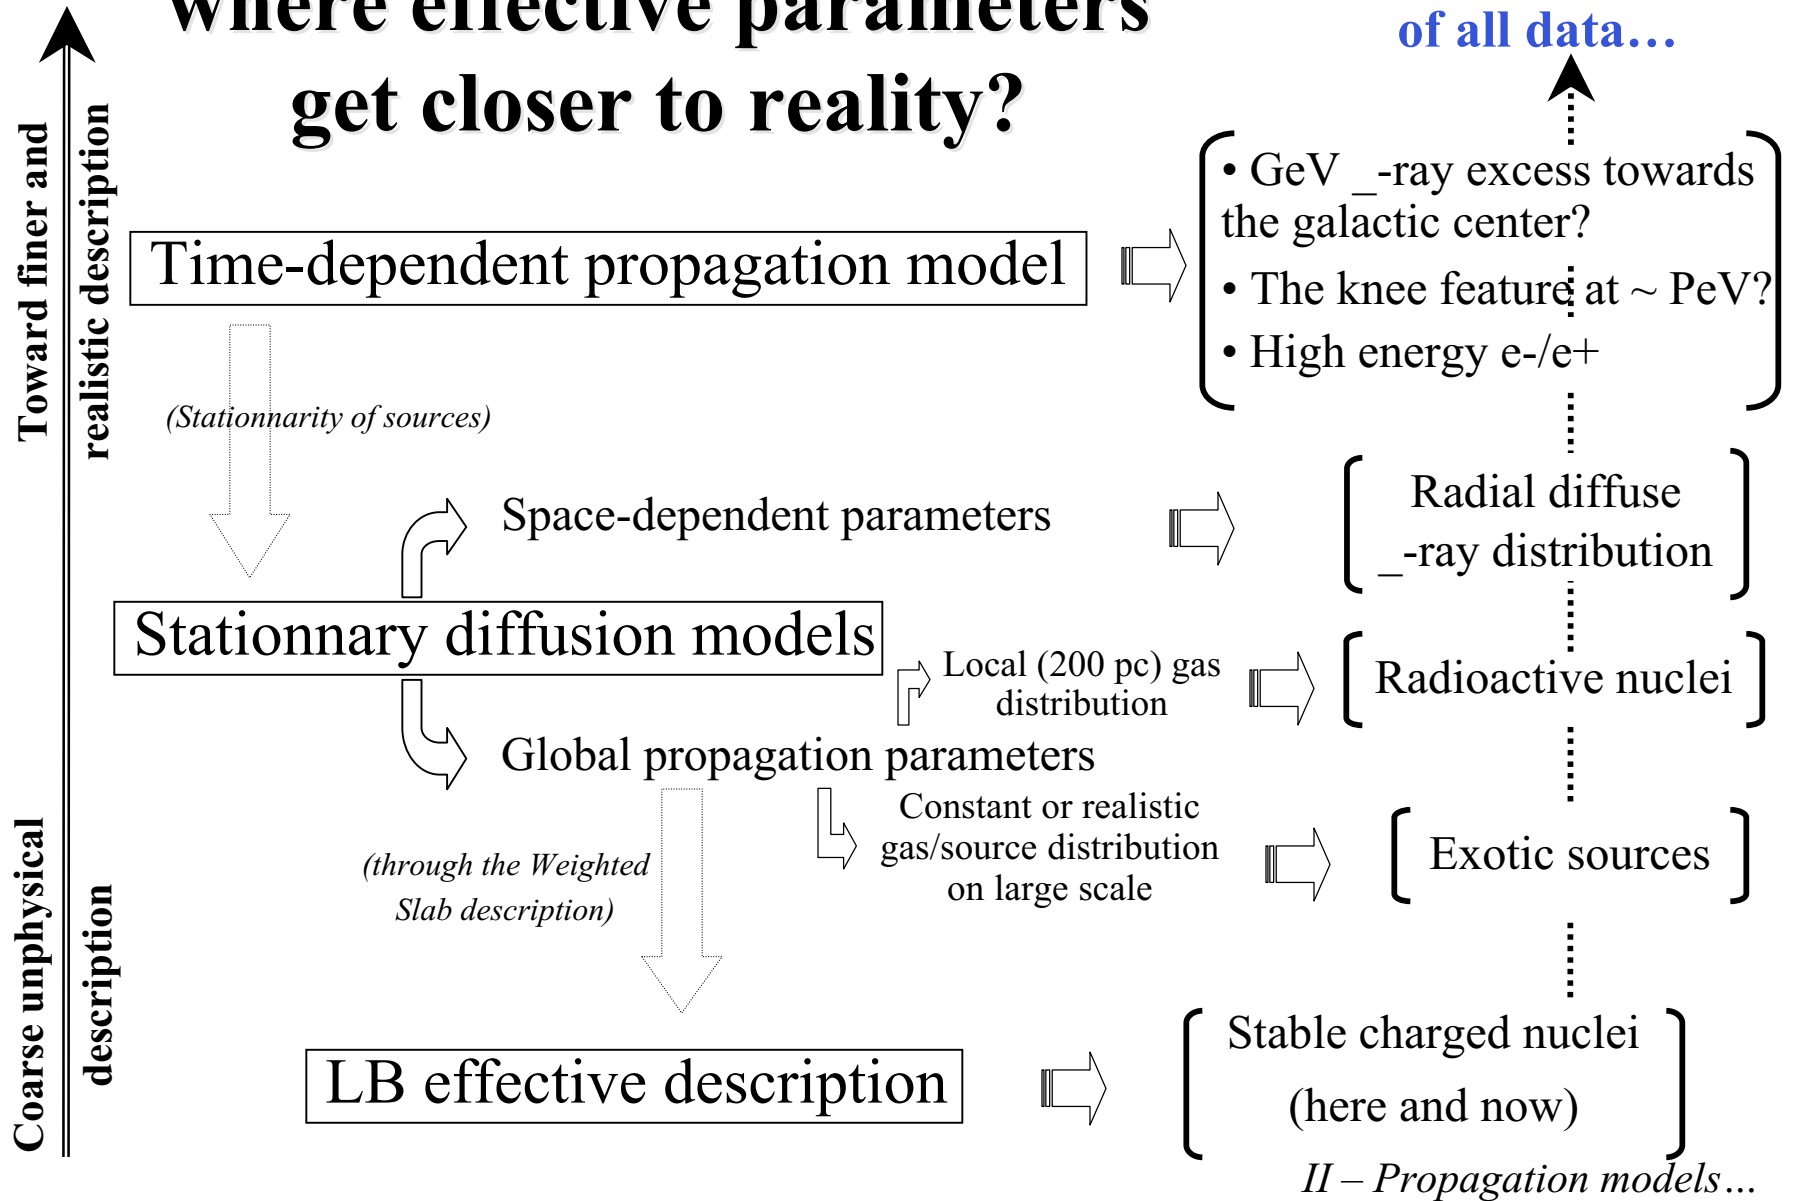 where effective parameters
get closer to reality?
of all data…
Toward finer and
realistic description
• GeV _-ray excess towards
the galactic center?
• The knee feature at ~ PeV?
• High energy e-/e+
Time-dependent propagation model
(Stationnarity of sources)
Space-dependent parameters
Radial diffuse
_-ray distribution
Stationnary diffusion models
Local (200 pc) gas
distribution
Radioactive nuclei
Global propagation parameters
Constant or realistic
gas/source distribution
on large scale
Exotic sources
(through the Weighted
Slab description)
Coarse unphysical
description
LB effective description
Stable charged nuclei
(here and now)
II – Propagation models…